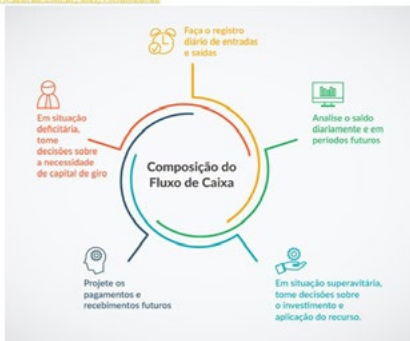 Faça o registro
diário de entradas
e saídas
Em situação
deficitária,
tome
decisões sobre
a necessidade
de capital de giro
Analise o saldo
diariamente e em
períodos futuros
Composição do
Fluxo de Caixa
Projete os
pagamentos e
recebimentos futuros
Em situação superavitária,
tome decisões sobre
o investimento e
aplicação do recurso.